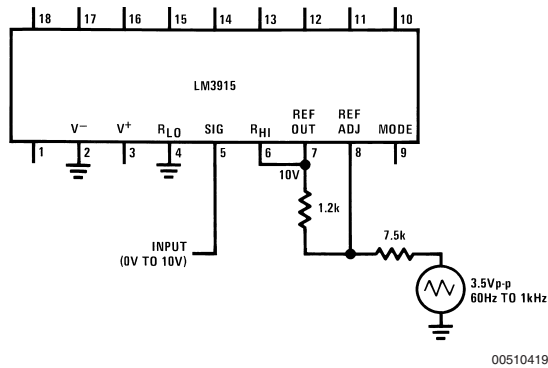 18 17 16 15 14 13 12 11 10
LM3915
REF REF
V− V+ RLO SIG RHI OUT ADJ MODE
1 2 3 4 5 6 7 8 9
10V
1.2k
INPUT
(0V TO 10V)
7.5k
3.5Vp-p
60Hz TO 1kHz
00510419